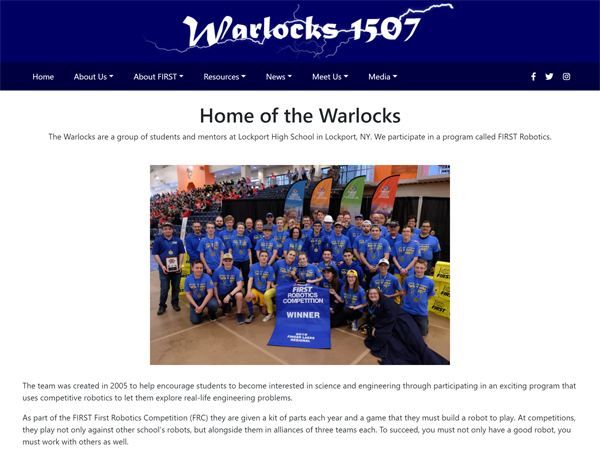 Warlocks 1507
Home About Us About FIRST Resources News Meet Us Media
Home of the Warlocks
The Warlocks are a group of students and mentors at Lockport High School in Lockport, NY. We participate in a program called FIRST Robotics.
FIRST
ROBOTICS
COMPETITION
WINNER
FINGER LAKES
REGIONAL
FIRST
The team was created in 2005 to help encourage students to become interested in science and engineering through participating in an exciting program that
uses competitive robotics to let them explore real-life engineering problems.
As part of the FIRST First Robotics Competition (FRC) they are given a kit of parts each year and a game that they must build a robot to play. At competitions,
they play not only against other school's robots, but alongside them in alliances of three teams each. To succeed, you must not only have a good robot, you
must work with others as well.